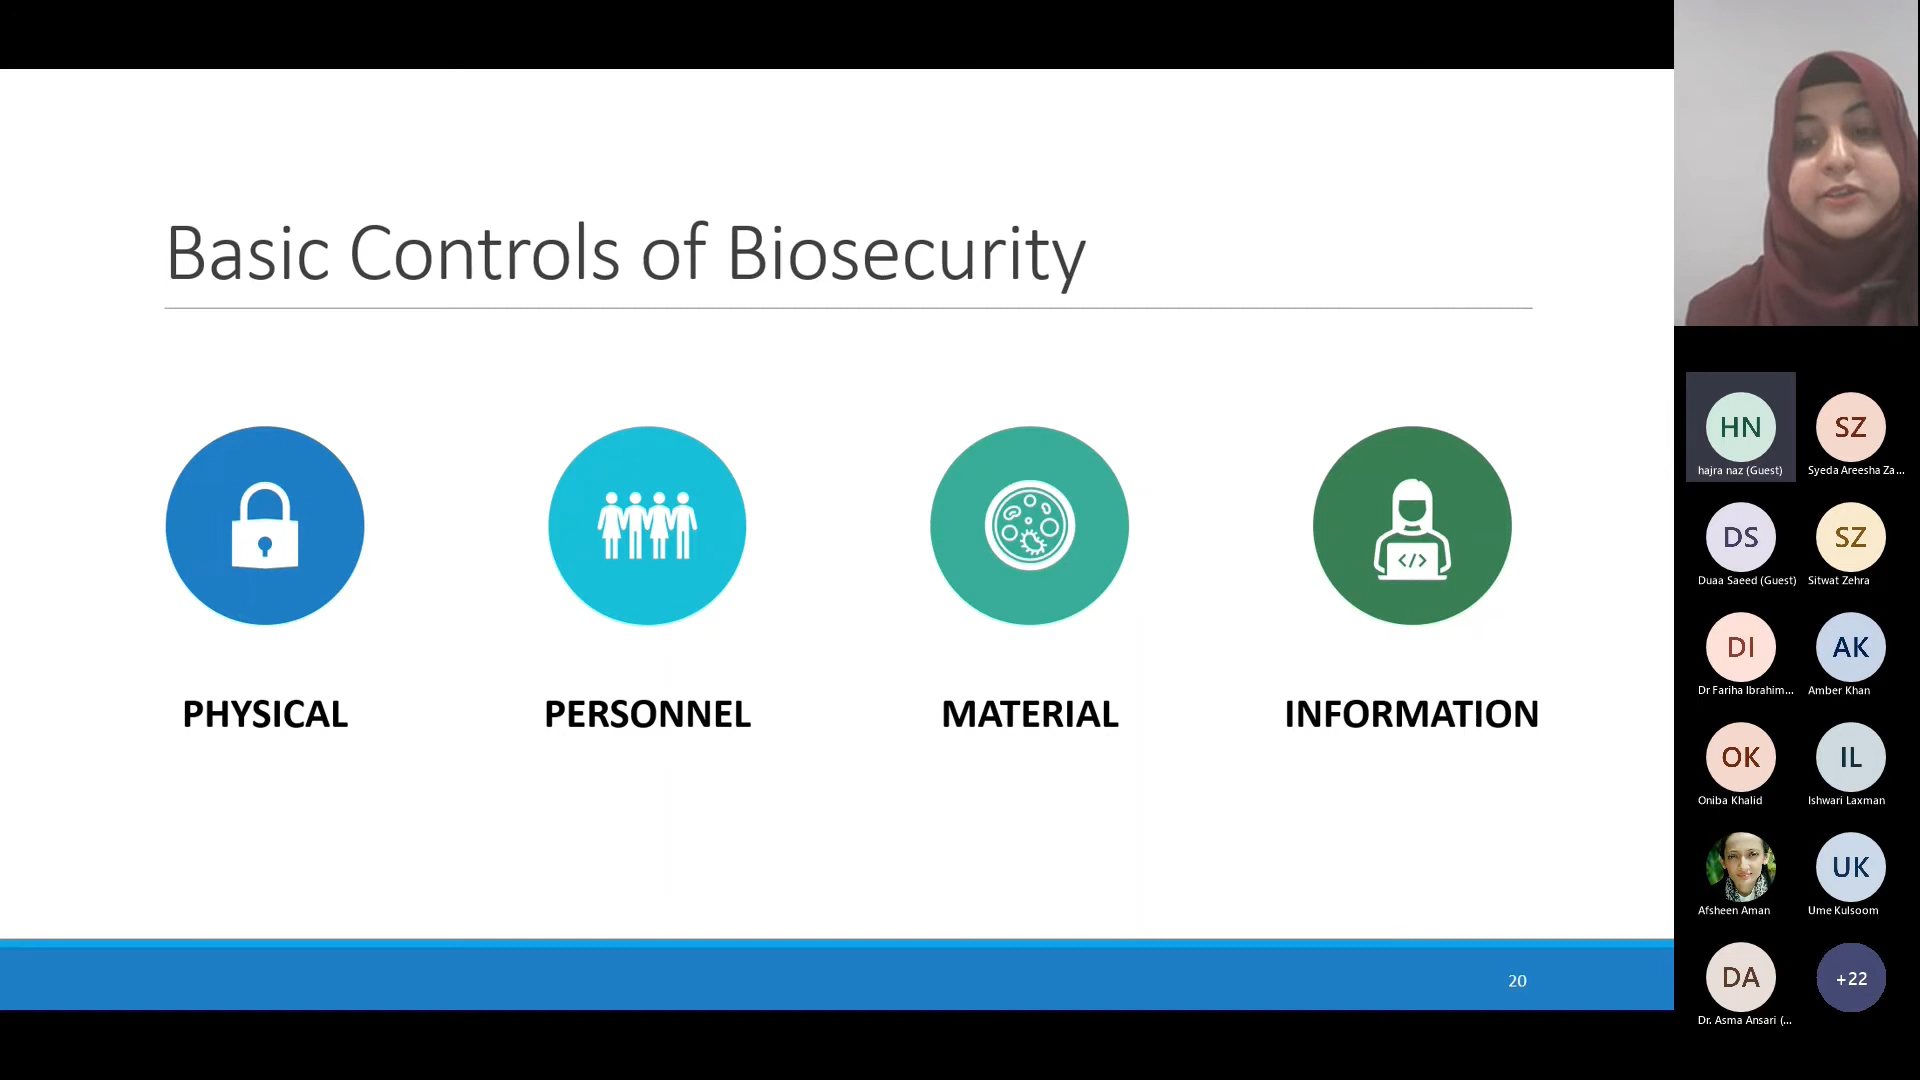 Basic Controls of Biosecurity
</>
PHYSICAL
PERSONNEL
MATERIAL
INFORMATION
20
HN
hajra naz (Guest)
SZ
Syeda Areesha Za...
DS
Duaa Saeed (Guest)
SZ
Sitwat Zehra
DI
Dr Fariha Ibrahim...
AK
Amber Khan
OK
Oniba Khalid
IL
Ishwari Laxman
Afsheen Aman
UK
Ume Kulsoom
DA
Dr. Asma Ansari (...
+22